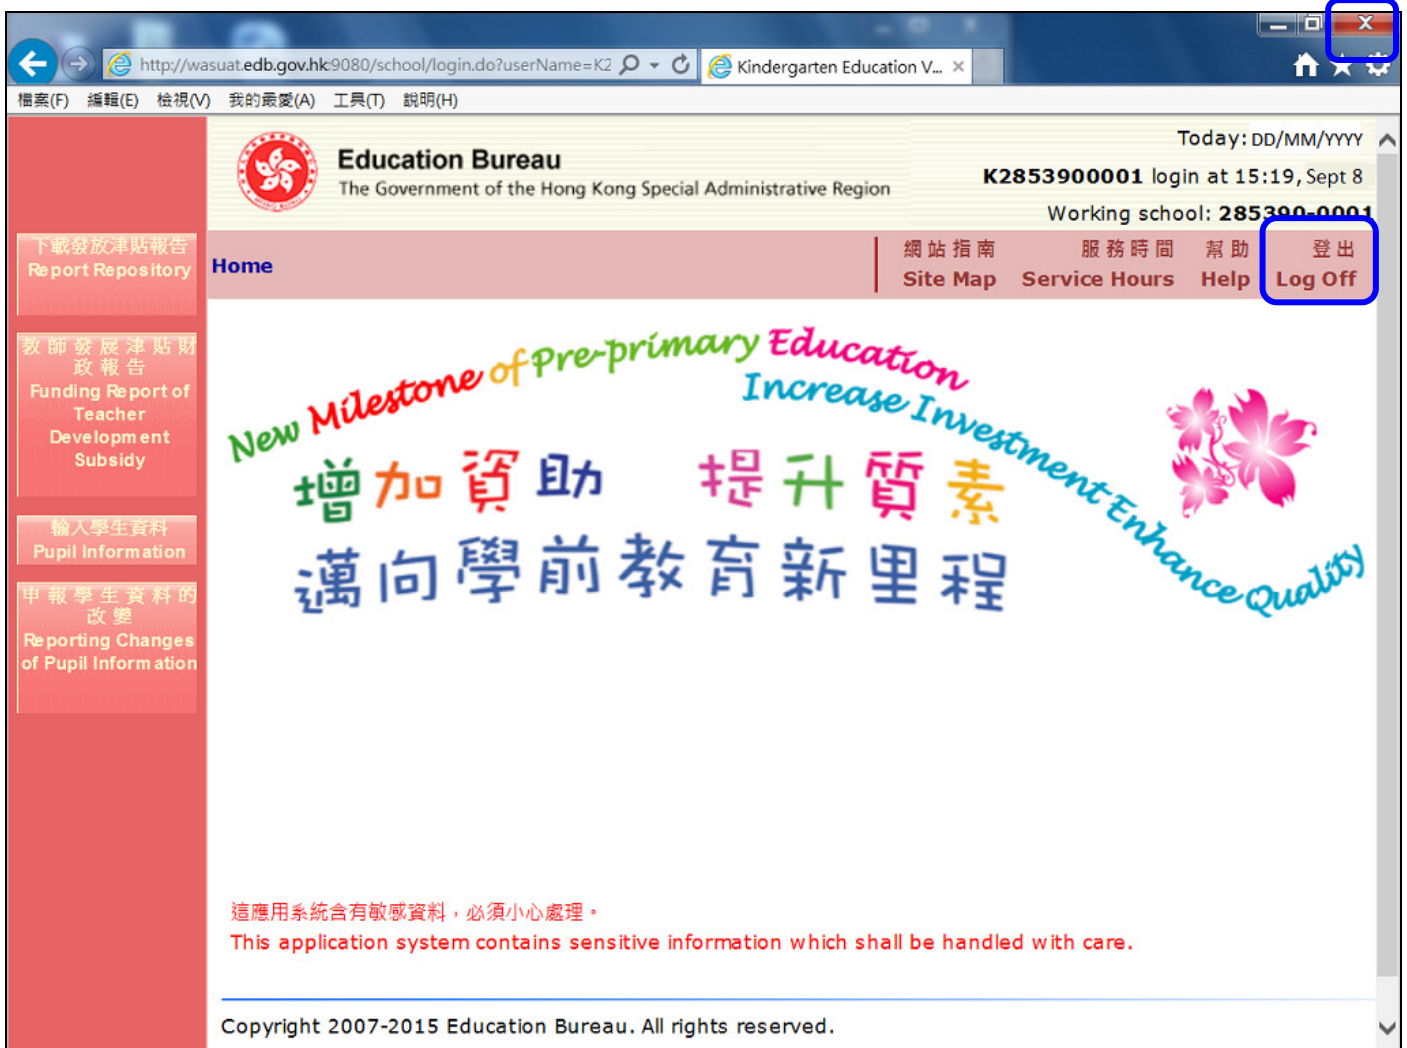 http://wasuat.edb.gov.hk:9080/school/login.do?userName=K2
Kindergarten Education V...
檔案(F) 編輯(E) 檢視(V) 我的最愛(A) 工具(T) 說明(H)
Education Bureau
The Government of the Hong Kong Special Administrative Region
Today: DD/MM/YYYY
K2853900001 login at 15:19, Sept 8
Working school: 285390-0001
下載發放津貼報告
Report Repository
教師發展津貼財
政報告
Funding Report of
Teacher
Development
Subsidy
輸入學生資料
Pupil Information
申報學生資料的
改變
Reporting Changes
of Pupil Information
Home
網站指南 服務時間 幫助 登出
Site Map Service Hours Help Log Off
New Milestone of Pre-primary Education
Increase Investment Enhance Quality
增加資助 提升質素
邁向學前教育新里程
這應用系統含有敏感資料，必須小心處理。
This application system contains sensitive information which shall be handled with care.
Copyright 2007-2015 Education Bureau. All rights reserved.